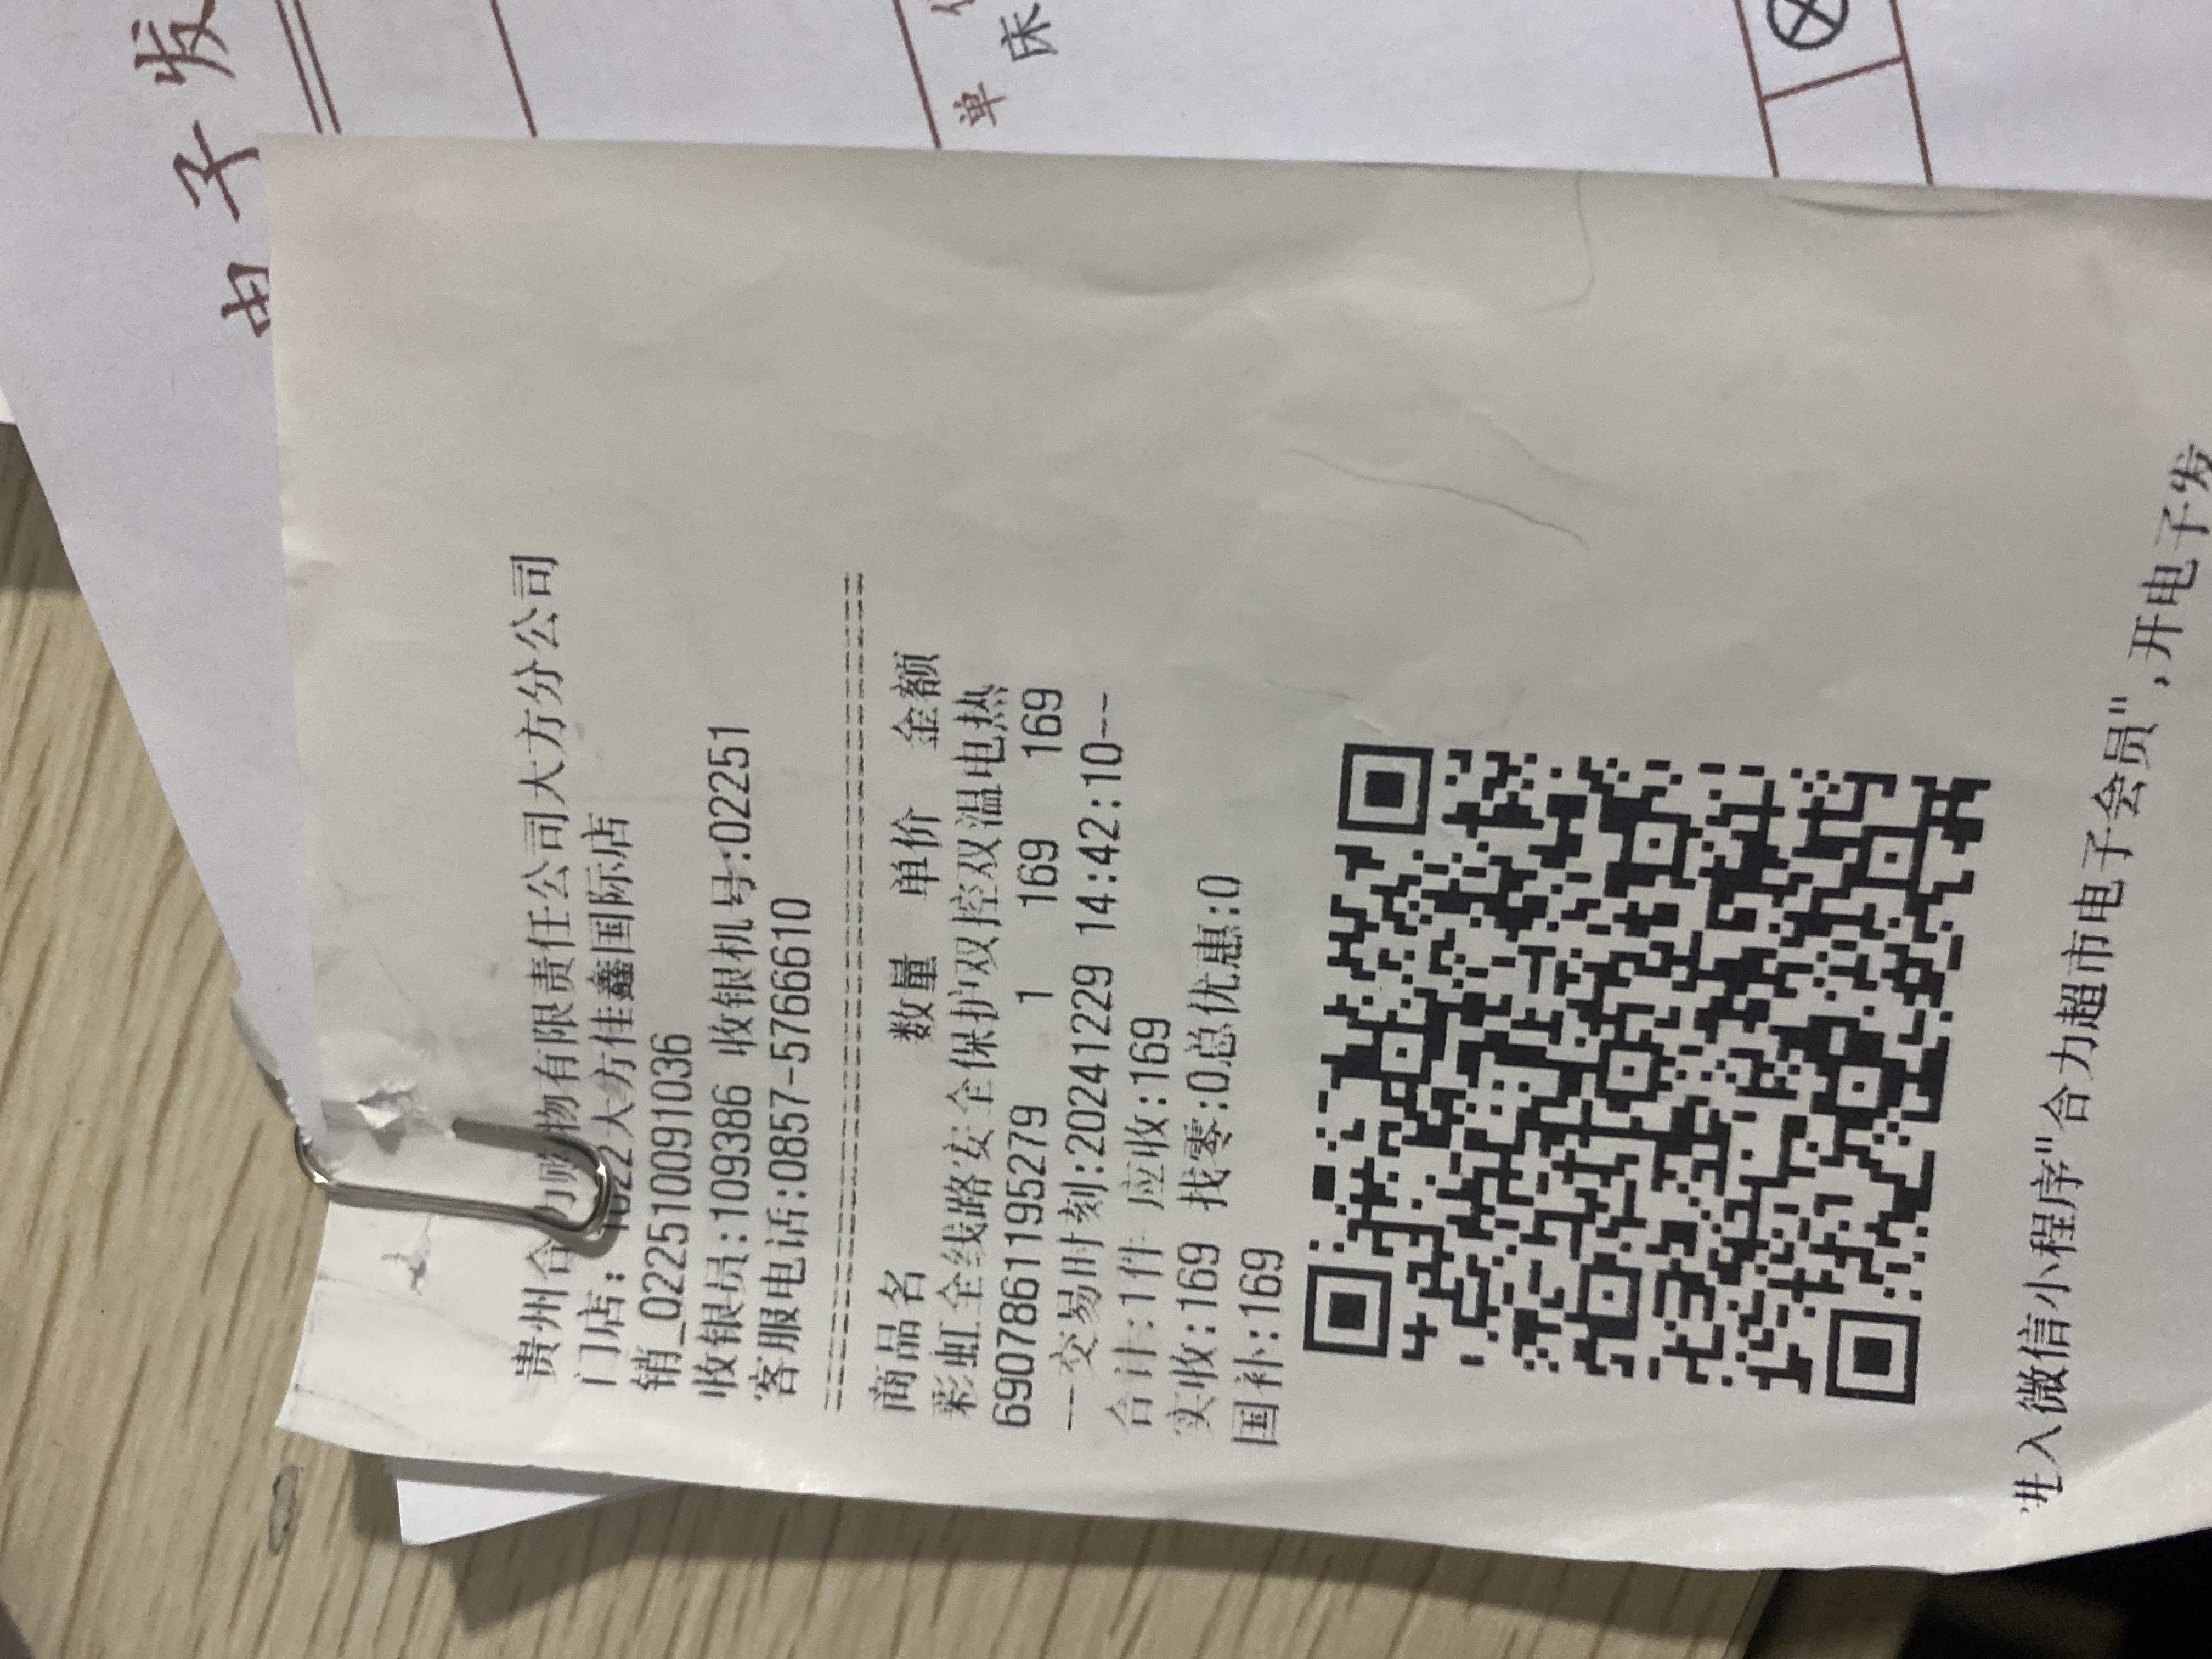 贵州合力购物有限责任公司大方分公司
门店：1022大方佳鑫国际店
销_022510091036
收银员:109386 收银机号:02251
客服电话:0857-5766610
商品名 数量 单价 金额
彩虹全线路安全保护双控双温电热
6907861195279 1 169 169
---交易时刻:20241229 14:42:10---
合计:1件 应收:169
实收:169 找零:0总优惠:0
国补:169
进入微信小程序"合力超市电子会员",开电子发
电子发
单
床